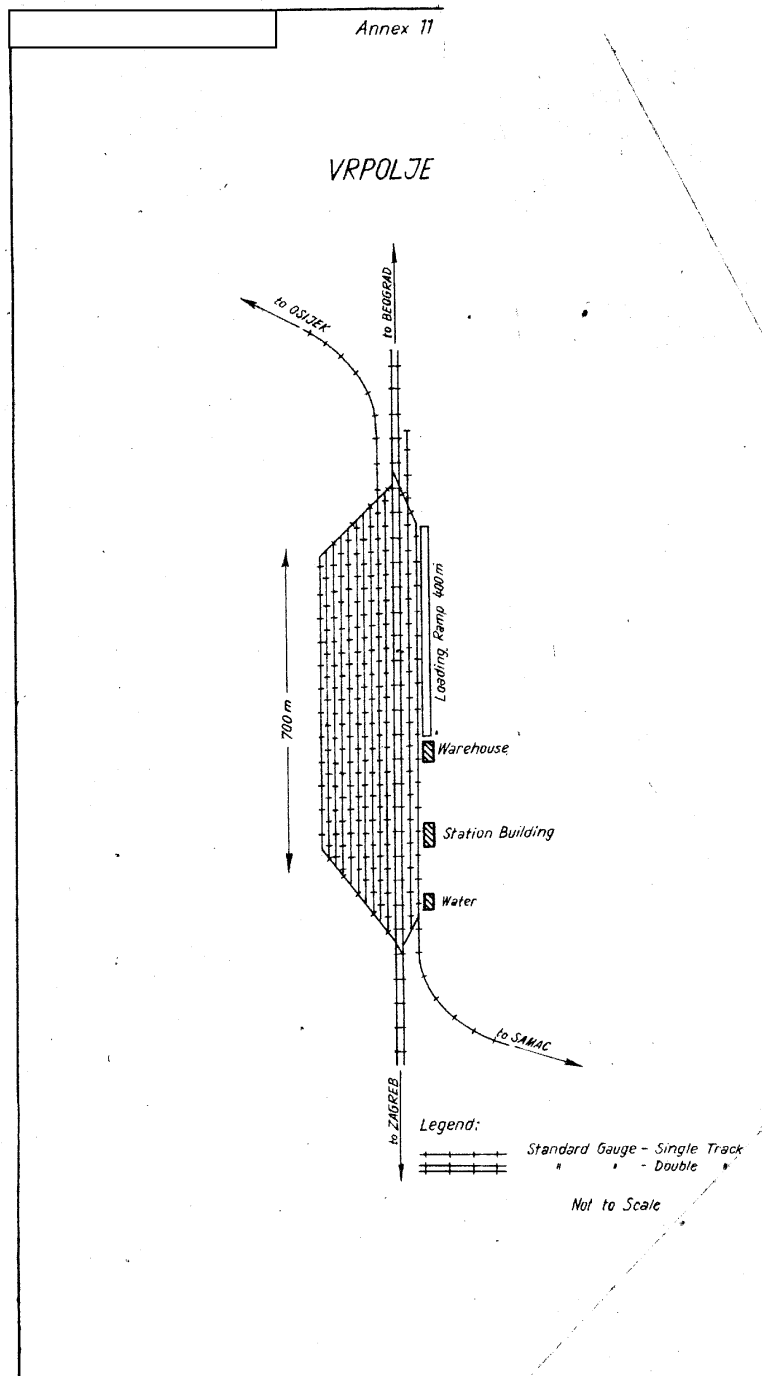 Annex 11
VRPOLJE
to OSIJEK
to BEOGRAD
Loading Ramp 400m
700 m
Warehouse
Station Building
Water
to SAMAC
to ZAGREB
Legend:
Standard Gauge - Single Track
" " - Double "
Not to Scale